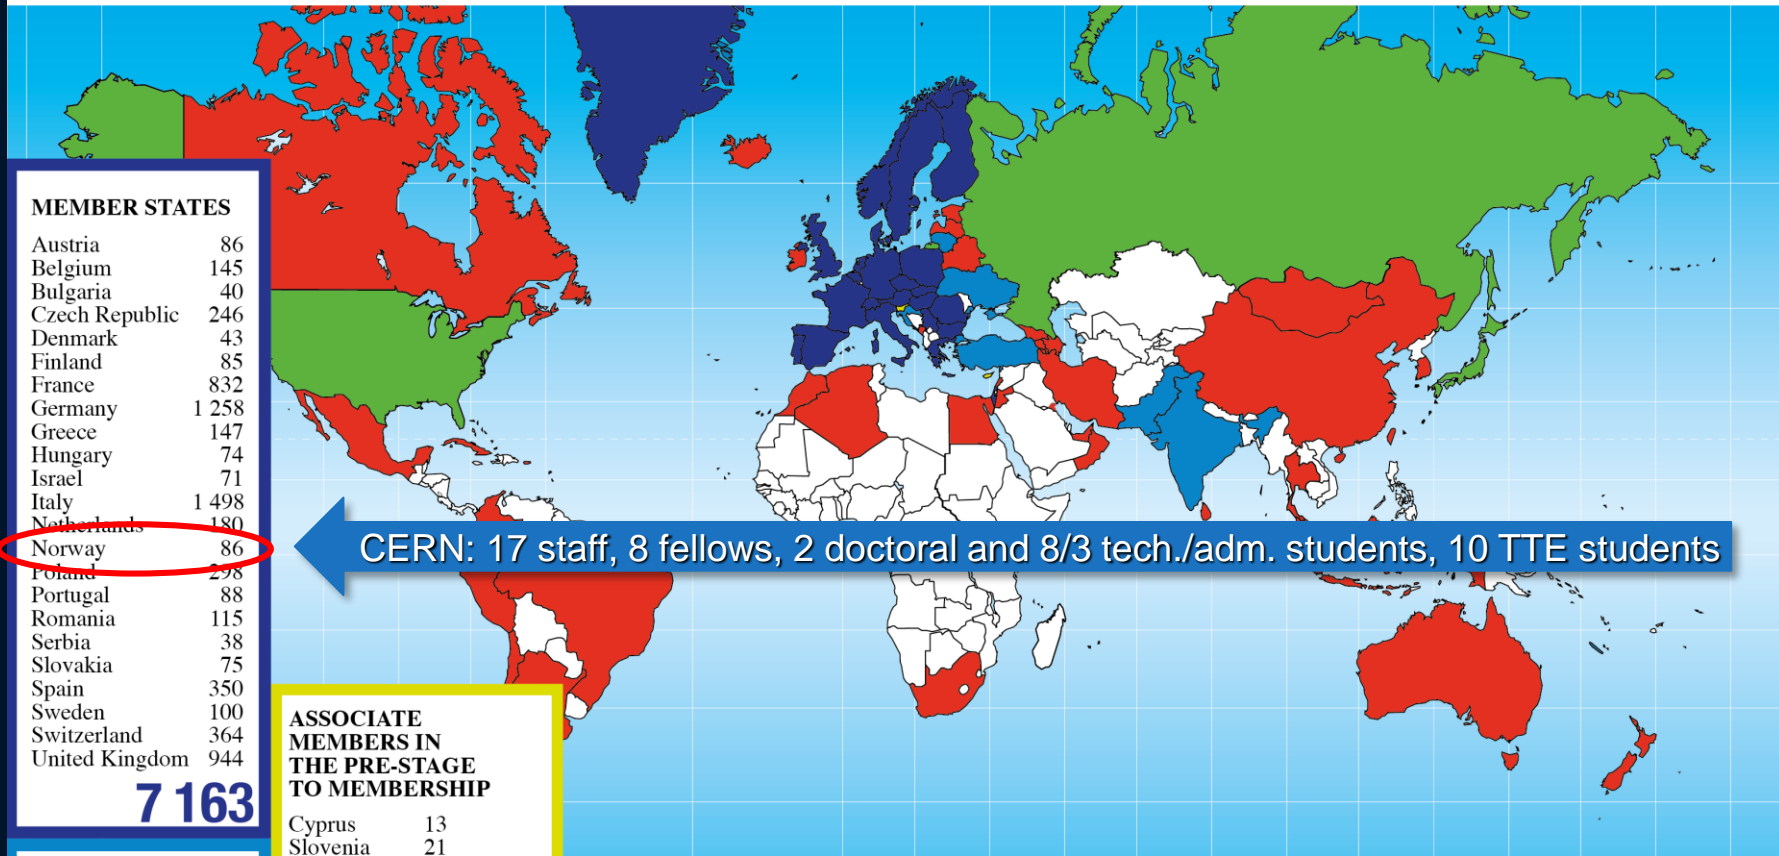 MEMBER STATES
Austria 86
Belgium 145
Bulgaria 40
Czech Republic 246
Denmark 43
Finland 85
France 832
Germany 1 258
Greece 147
Hungary 74
Israel 71
Italy 1 498
Netherlands 180
Norway 86
Poland 298
Portugal 88
Romania 115
Serbia 38
Slovakia 75
Spain 350
Sweden 100
Switzerland 364
United Kingdom 944
7 163
CERN: 17 staff, 8 fellows, 2 doctoral and 8/3 tech./adm. students, 10 TTE students
ASSOCIATE
MEMBERS IN
THE PRE-STAGE
TO MEMBERSHIP
Cyprus 13
Slovenia 21